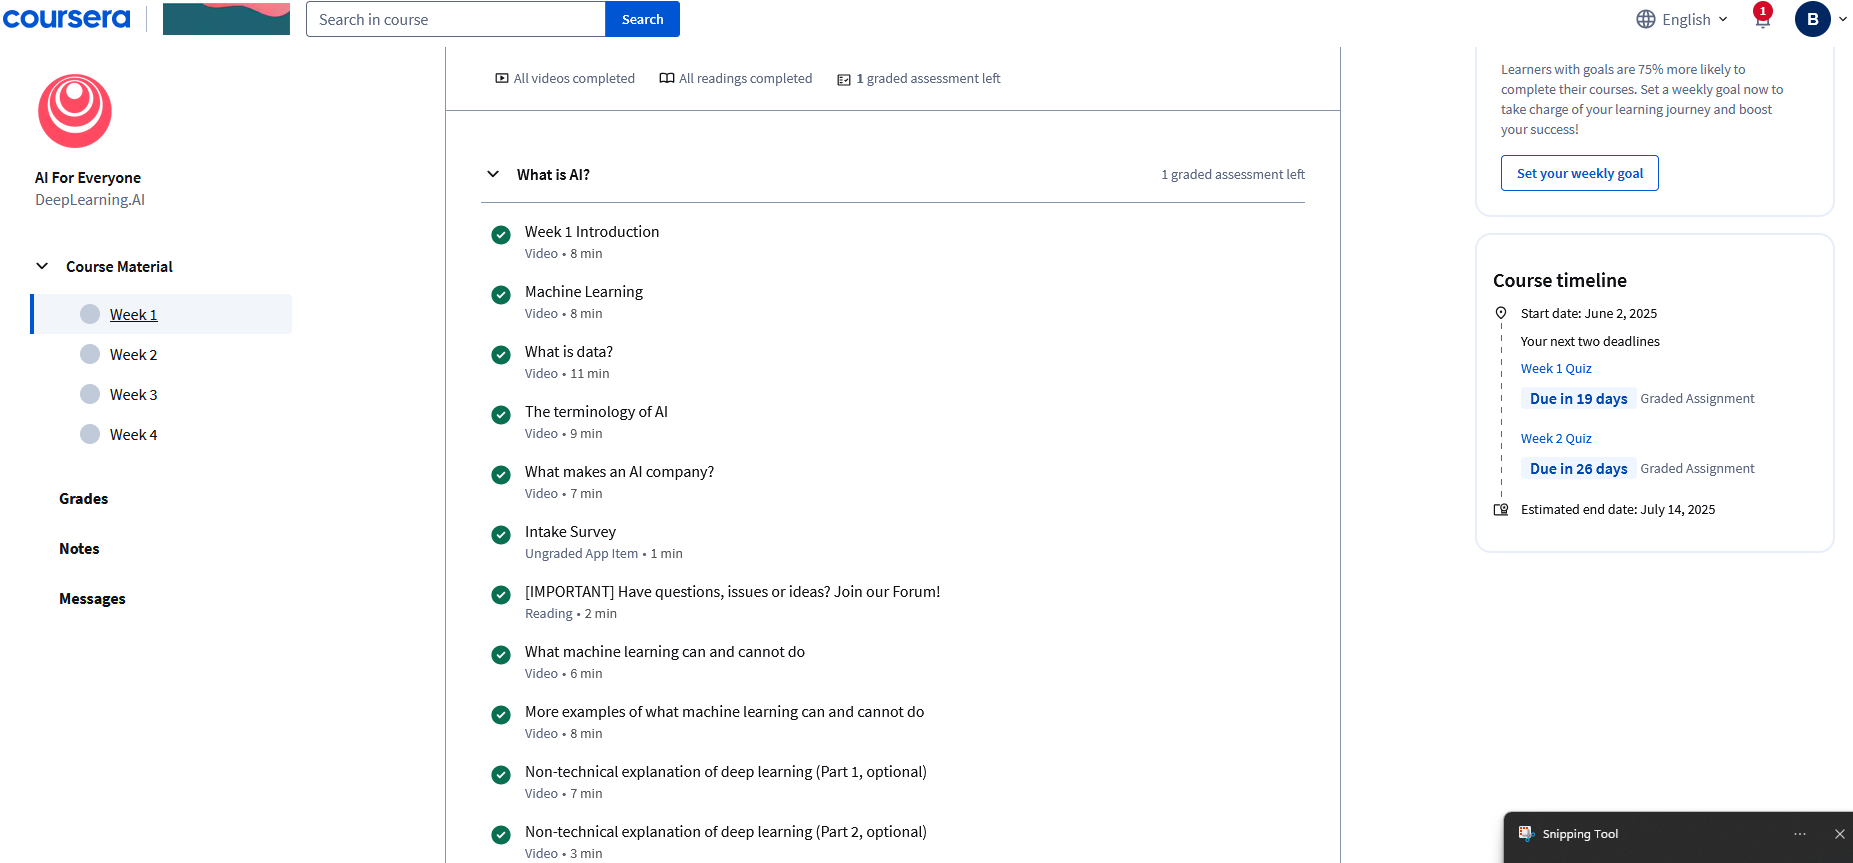 coursera
Search in course
Search
English
1
B
AI For Everyone
DeepLearning.AI
Course Material
Week 1
Week 2
Week 3
Week 4
Grades
Notes
Messages
All videos completed
All readings completed
1 graded assessment left
What is AI?
1 graded assessment left
Week 1 Introduction
Video • 8 min
Machine Learning
Video • 8 min
What is data?
Video • 11 min
The terminology of AI
Video • 9 min
What makes an AI company?
Video • 7 min
Intake Survey
Ungraded App Item • 1 min
[IMPORTANT] Have questions, issues or ideas? Join our Forum!
Reading • 2 min
What machine learning can and cannot do
Video • 6 min
More examples of what machine learning can and cannot do
Video • 8 min
Non-technical explanation of deep learning (Part 1, optional)
Video • 7 min
Non-technical explanation of deep learning (Part 2, optional)
Video • 3 min
Learners with goals are 75% more likely to
complete their courses. Set a weekly goal now to
take charge of your learning journey and boost
your success!
Set your weekly goal
Course timeline
Start date: June 2, 2025
Your next two deadlines
Week 1 Quiz
Due in 19 days Graded Assignment
Week 2 Quiz
Due in 26 days Graded Assignment
Estimated end date: July 14, 2025
Snipping Tool